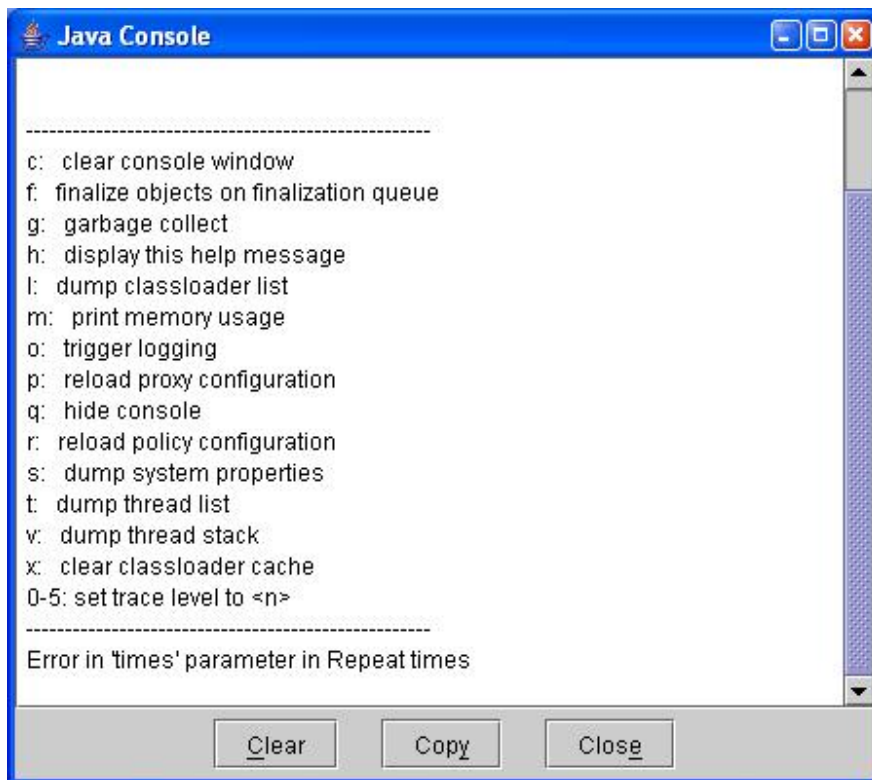 Java Console
----------------------------------------------------
c: clear console window
f: finalize objects on finalization queue
g: garbage collect
h: display this help message
l: dump classloader list
m: print memory usage
o: trigger logging
p: reload proxy configuration
q: hide console
r: reload policy configuration
s: dump system properties
t: dump thread list
v: dump thread stack
x: clear classloader cache
0-5: set trace level to <n>
----------------------------------------------------
Error in 'times' parameter in Repeat times
Clear Copy Close